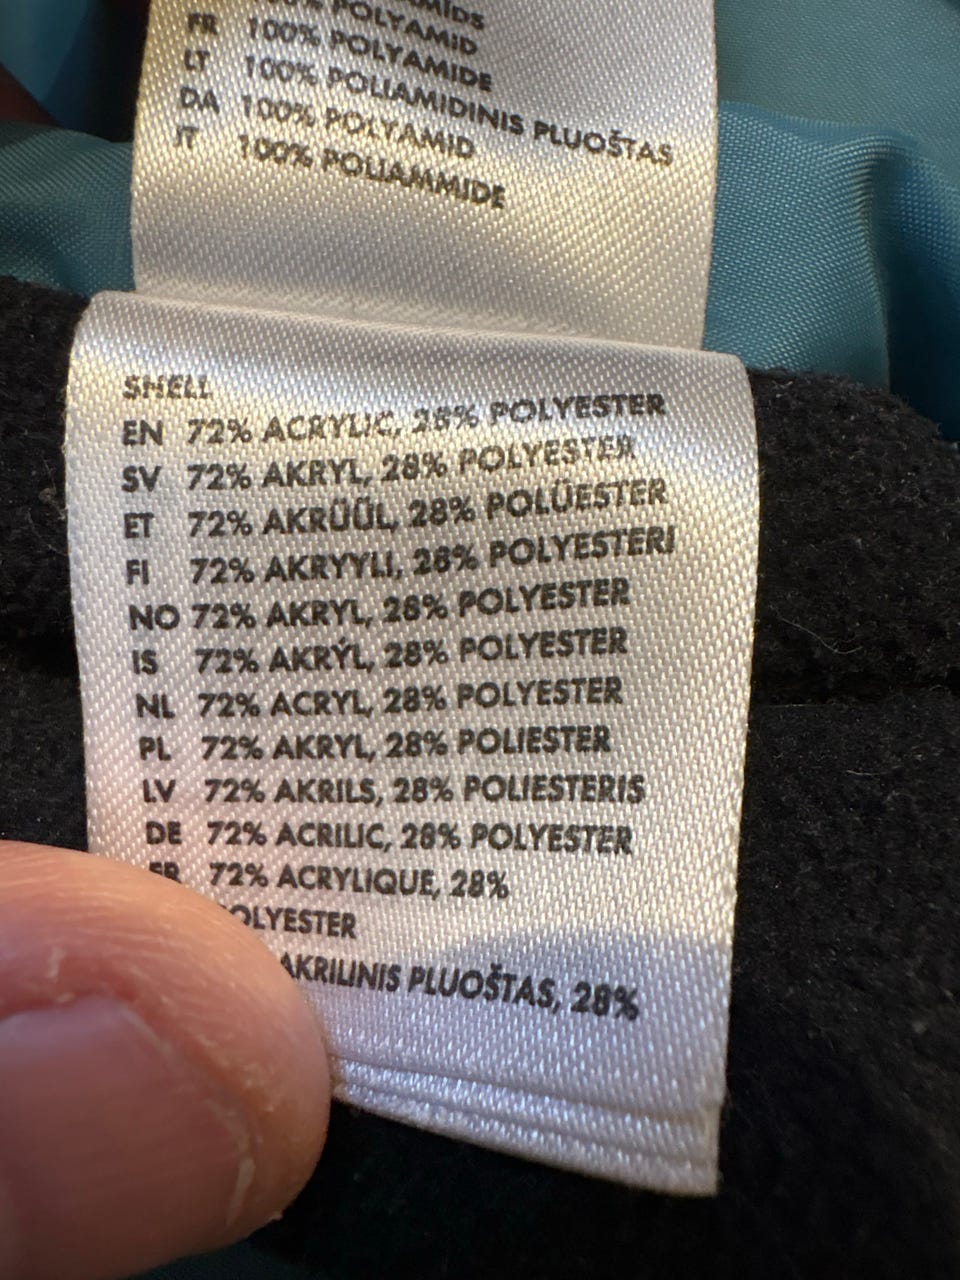 POLYAMID
FR 100% POLYAMIDE
LT 100% POLIAMIDINIS PLUOŠTAS
DA 100% POLYAMID
IT 100% POLIAMMIDE
SHELL
EN 72% ACRYLIC, 28% POLYESTER
SV 72% AKRYL, 28% POLYESTER
ET 72% AKRÜÜL, 28% POLÜESTER
FI 72% AKRYYLI, 28% POLYESTERI
NO 72% AKRYL, 28% POLYESTER
IS 72% AKRÝL, 28% POLYESTER
NL 72% ACRYL, 28% POLYESTER
PL 72% AKRYL, 28% POLIESTER
LV 72% AKRILS, 28% POLIESTERIS
DE 72% ACRILIC, 28% POLYESTER
FR 72% ACRYLIQUE, 28%
OLYESTER
AKRILINIS PLUOŠTAS, 28%